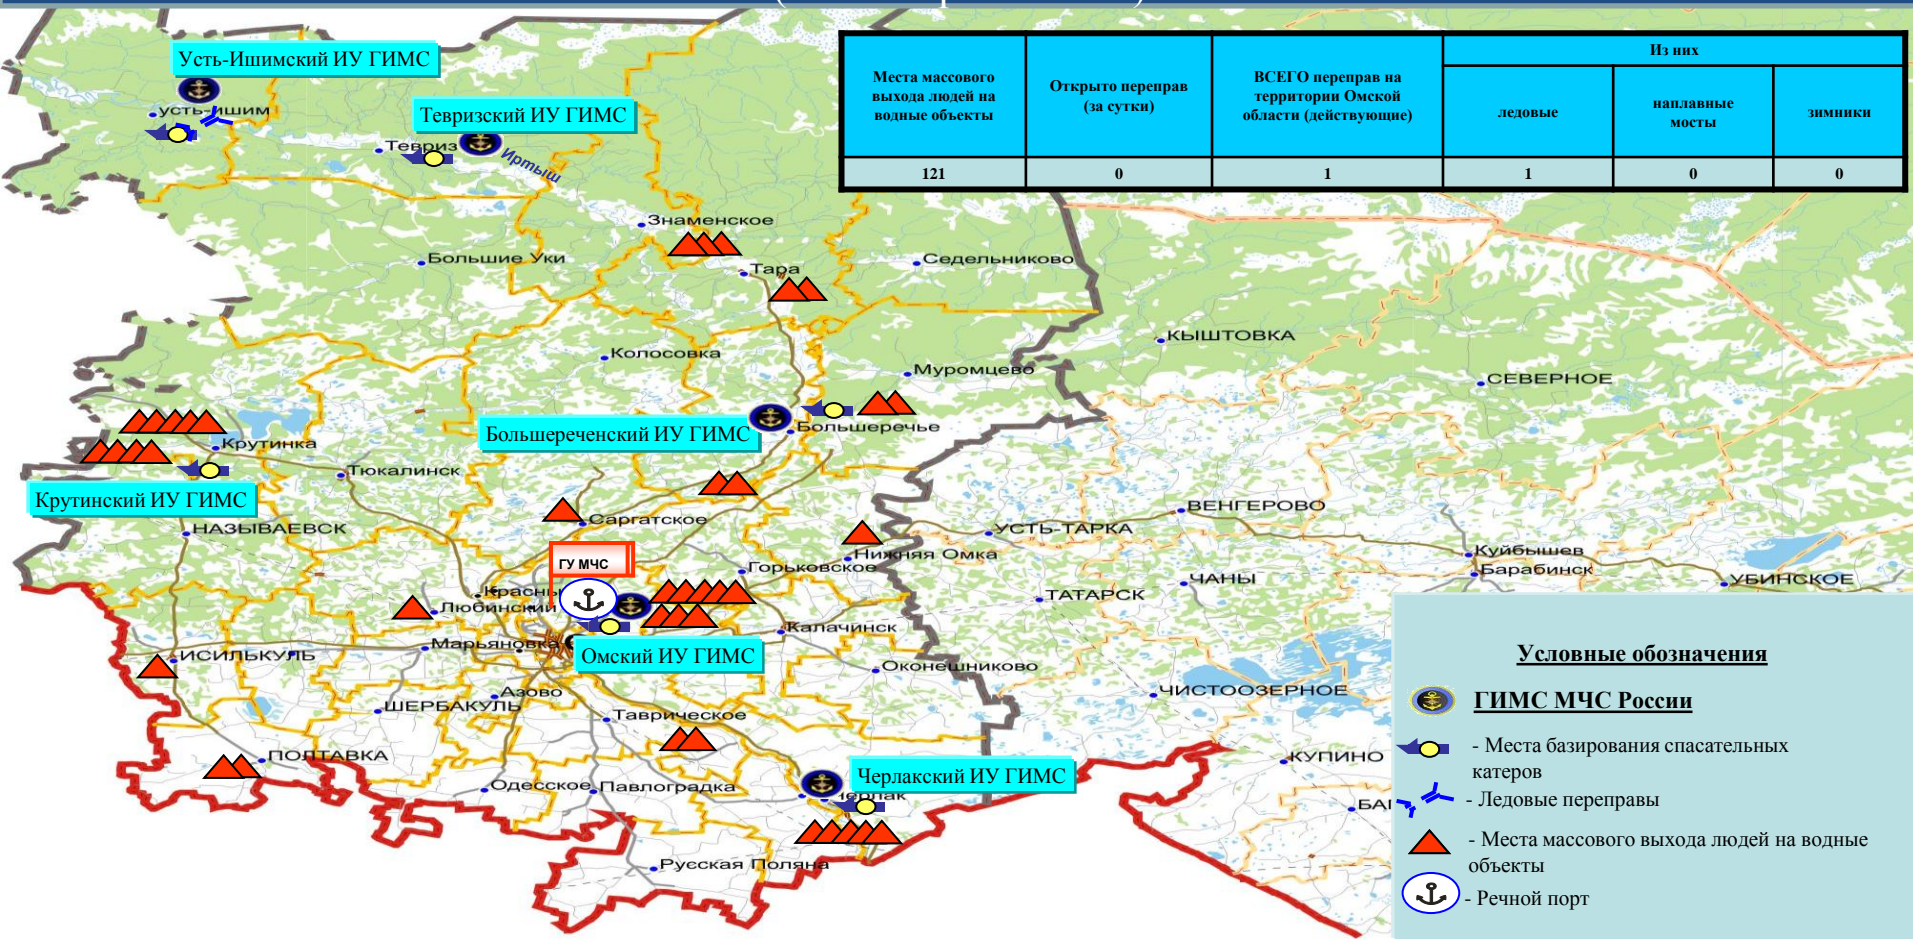 Усть-Ишимский ИУ ГИМС
усть-ишим
Тевризский ИУ ГИМС
Тевриз
Иртыш
Места массового
выхода людей на
водные объекты
Открыто переправ
(за сутки)
ВСЕГО переправ на
территории Омской
области (действующие)
Из них
ледовые
наплавные
мосты
зимники
121
0
1
1
0
0
Знаменское
Большие Уки
Тара
Седельниково
КЫШТОВКА
Колосовка
Муромцево
СЕВЕРНОЕ
Большереченский ИУ ГИМС
Большеречье
Крутинка
Тюкалинск
Крутинский ИУ ГИМС
НАЗЫВАЕВСК
Саргатское
ВЕНГЕРОВО
УСТЬ-ТАРКА
Нижняя Омка
Куйбышев
Барабинск
ГУ МЧС
Горьковское
ЧАНЫ
УБИНСКОЕ
Красны
Любинский
ТАТАРСК
Калачинск
Марьяновка
Омский ИУ ГИМС
ИСИЛЬКУЛЬ
Оконешниково
Азово
ЧИСТООЗЕРНОЕ
ШЕРБАКУЛЬ
Таврическое
ПОЛТАВКА
КУПИНО
Черлакский ИУ ГИМС
Одесское
Павлоградка
Черлак
БАГ
Русская Поляна
Условные обозначения
ГИМС МЧС России
- Места базирования спасательных
катеров
- Ледовые переправы
- Места массового выхода людей на водные
объекты
- Речной порт